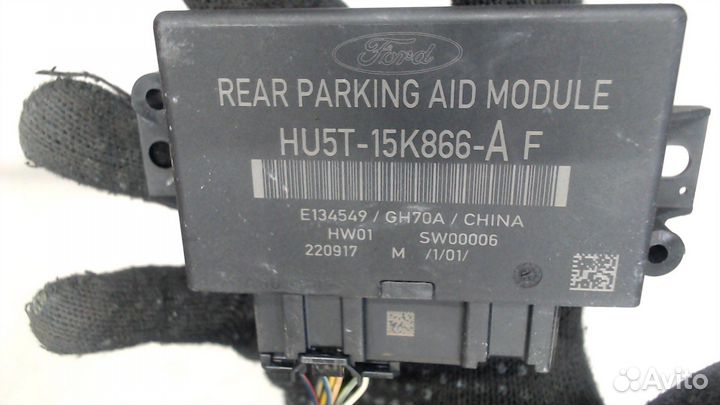 Ford
REAR PARKING AID MODULE
HU5T-15K866-A F
E134549 / GH70A / CHINA
HW01 SW00006
220917 M /1/01/
Avito